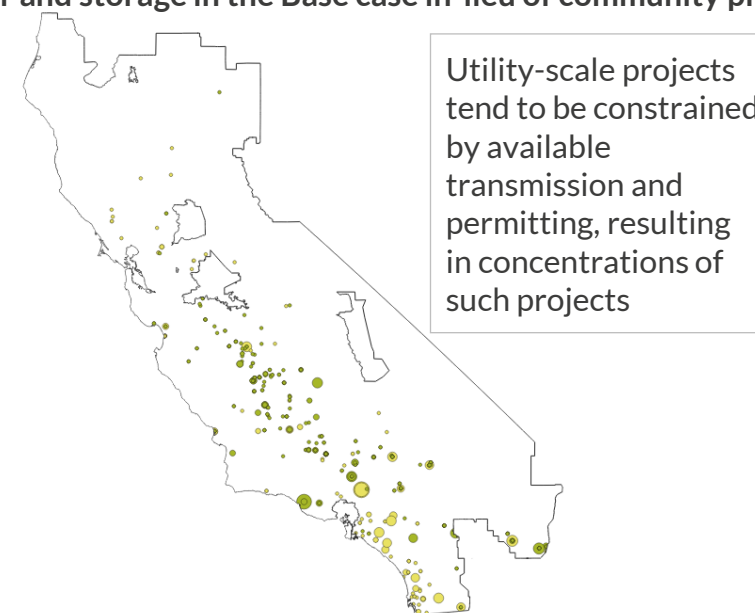 and storage in the Base case in-lieu of community
Utility-scale projects
tend to be constrained
by available
transmission and
permitting, resulting
in concentrations of
such projects